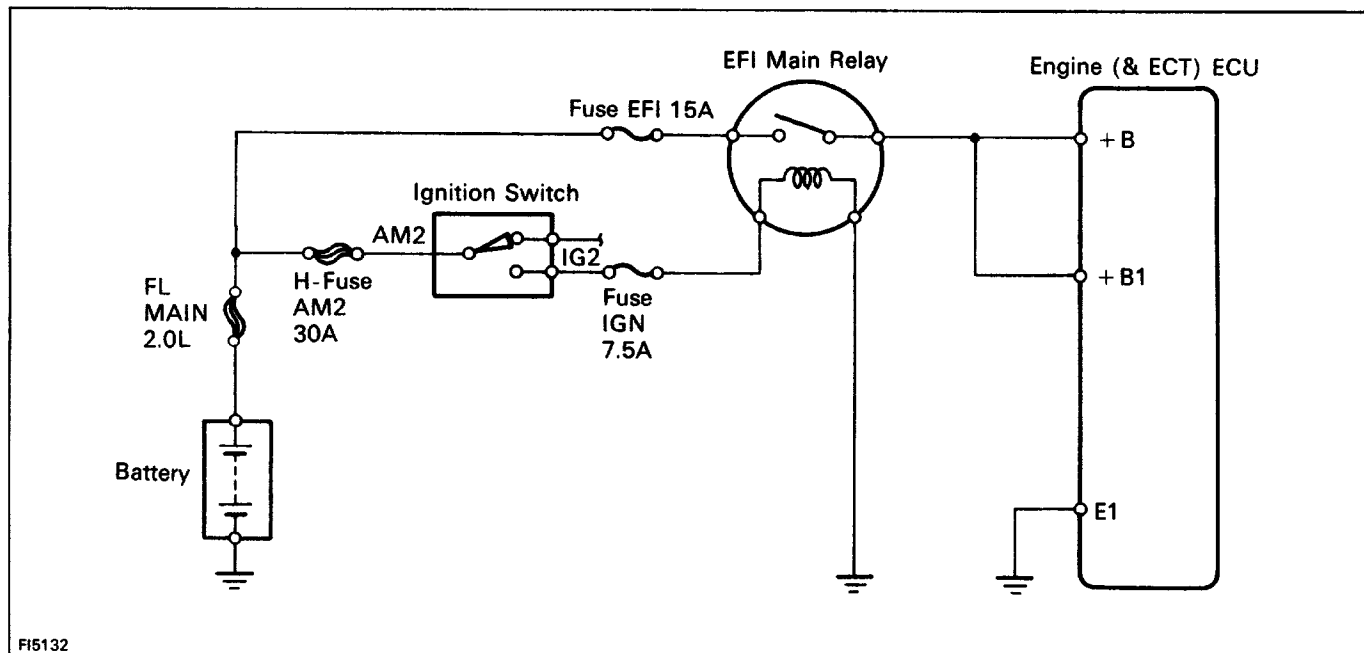 EFI Main Relay
Engine (& ECT) ECU
Fuse EFI 15A
+B
Ignition Switch
AM2
IG2
+B1
FL
MAIN
2.0L
H-Fuse
AM2
30A
Fuse
IGN
7.5A
Battery
E1
FI5132